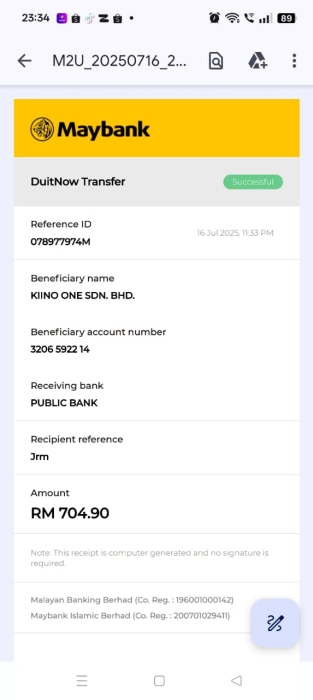 23:34
89
M2U_20250716_2...
Maybank
DuitNow Transfer
Successful
Reference ID
16 Jul 2025, 11:33 PM
078977974M
Beneficiary name
KIINO ONE SDN. BHD.
Beneficiary account number
3206 5922 14
Receiving bank
PUBLIC BANK
Recipient reference
Jrm
Amount
RM 704.90
Note: This receipt is computer generated and no signature is
required.
Malayan Banking Berhad (Co. Reg. : 196001000142)
Maybank Islamic Berhad (Co. Reg. : 200701029411)